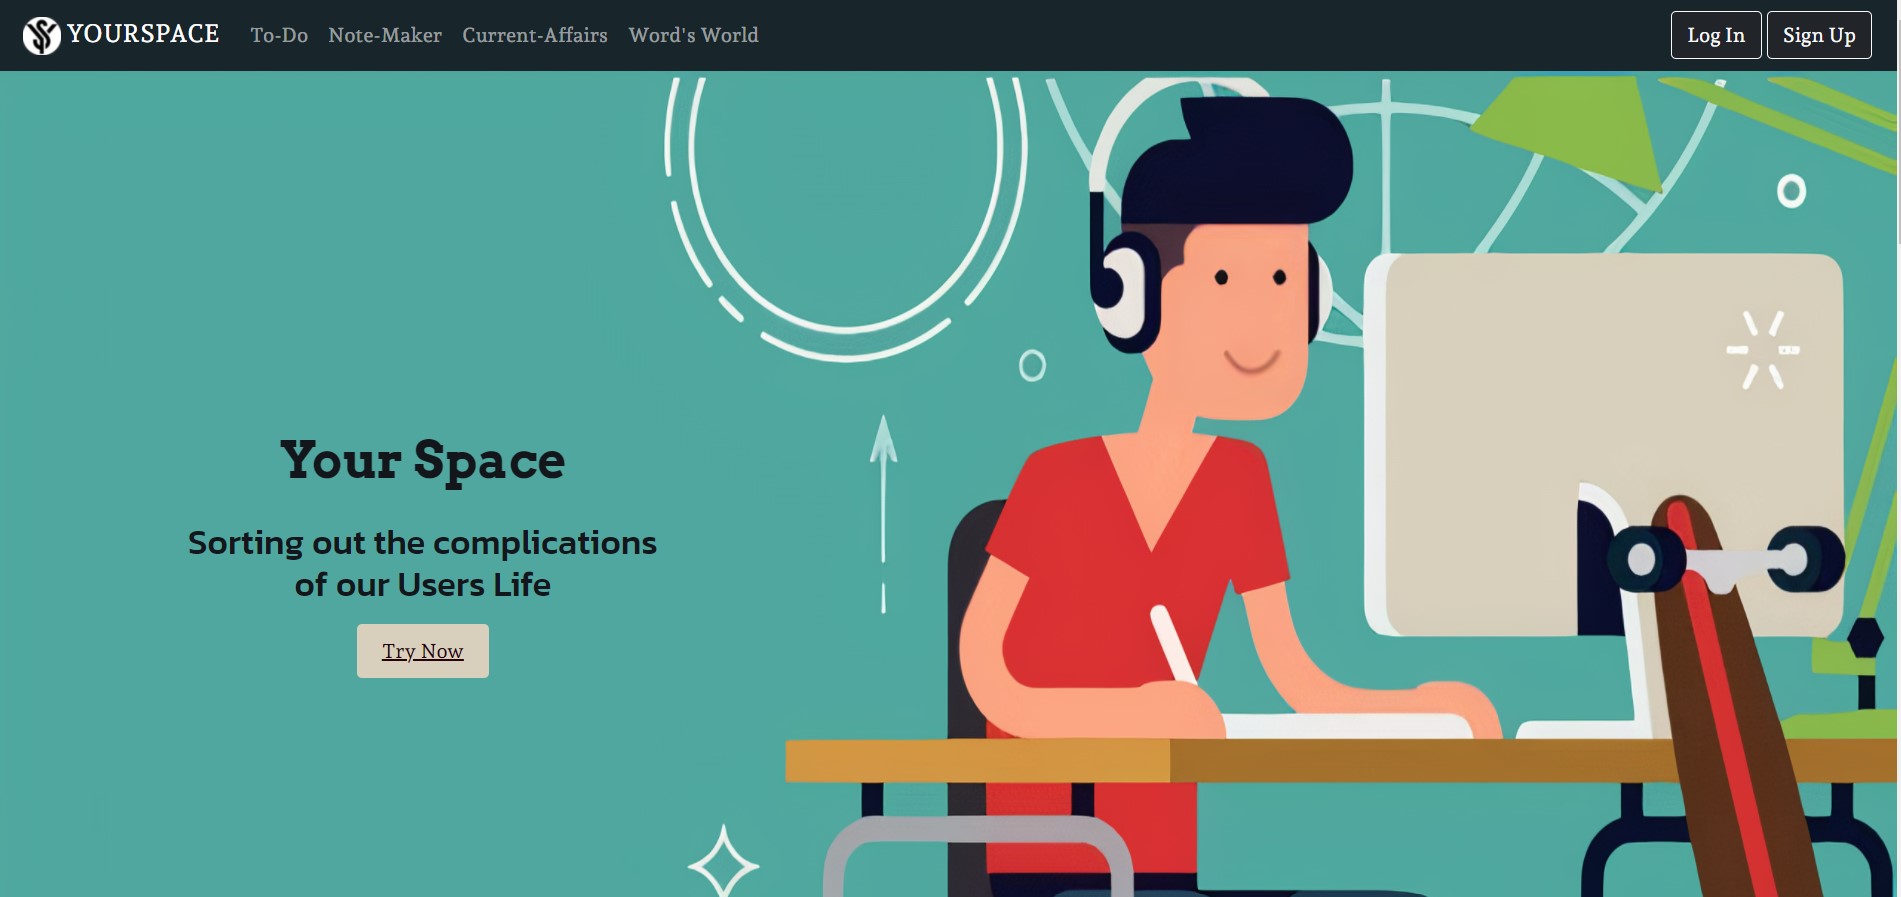 YOURSPACE To-Do Note-Maker Current-Affairs Word's World Log In Sign Up
Your Space
Sorting out the complications
of our Users Life
Try Now